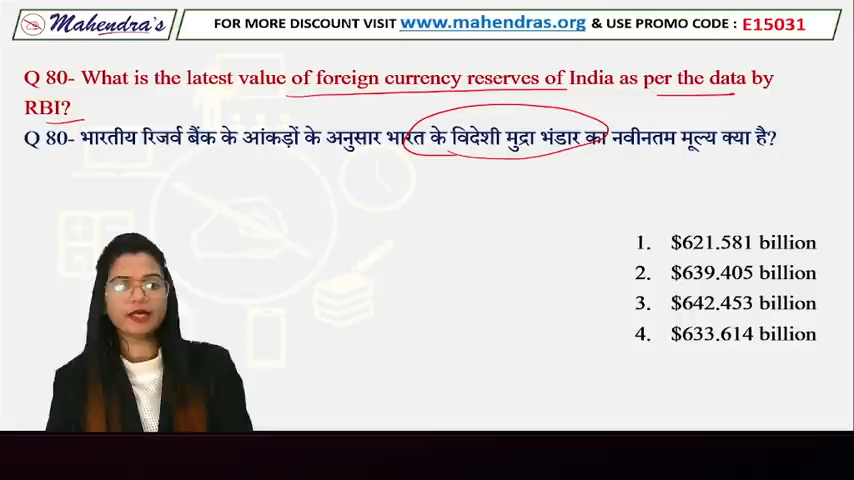 Mahendra's
FOR MORE DISCOUNT VISIT www.mahendras.org & USE PROMO CODE : E15031
Q 80- What is the latest value of foreign currency reserves of India as per the data by
RBI?
Q 80- भारतीय रिजर्व बैंक के आंकड़ों के अनुसार भारत के विदेशी मुद्रा भंडार का नवीनतम मूल्य क्या है?
1. $621.581 billion
2. $639.405 billion
3. $642.453 billion
4. $633.614 billion